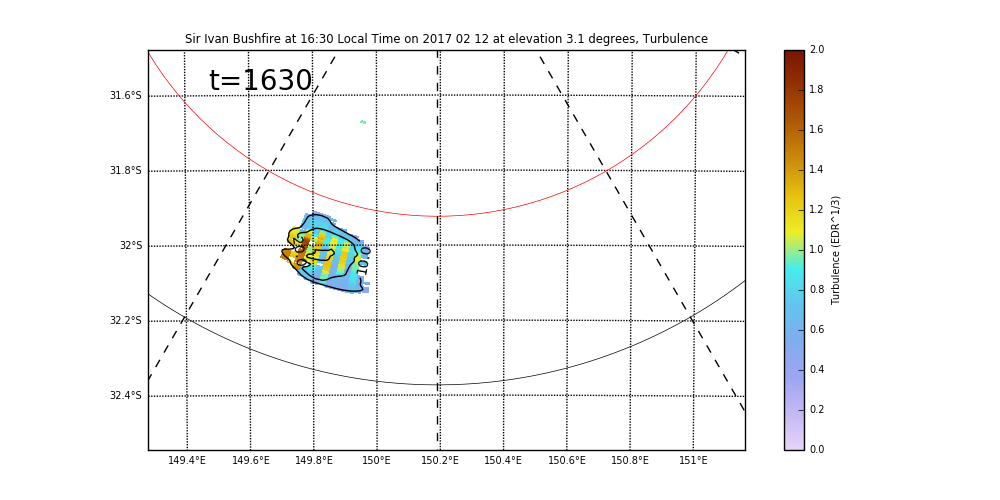 Sir Ivan Bushfire at 16:30 Local Time on 2017 02 12 at elevation 3.1 degrees, Turbulence
t=1630
31.6°S
31.8°S
32°S
32.2°S
32.4°S
149.4°E
149.6°E
149.8°E
150°E
150.2°E
150.4°E
150.6°E
150.8°E
151°E
10.0
2.0
1.8
1.6
1.4
1.2
1.0
0.8
0.6
0.4
0.2
0.0
Turbulence (EDR^1/3)